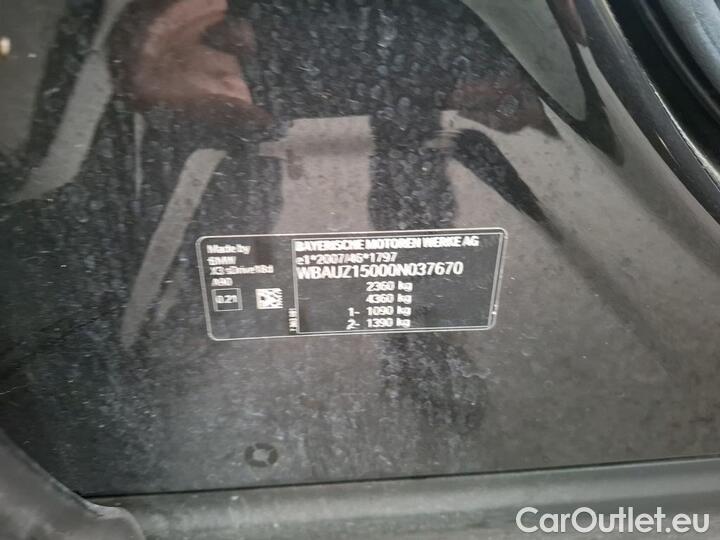 Made by
BMW
X3 sDrive18d
A90
0.21
BAYERISCHE MOTOREN WERKE AG
e1*2007/46*1797
WBAUZ15000N037670
2360 kg
4360 kg
1- 1090 kg
2- 1390 kg
CarOutlet.eu